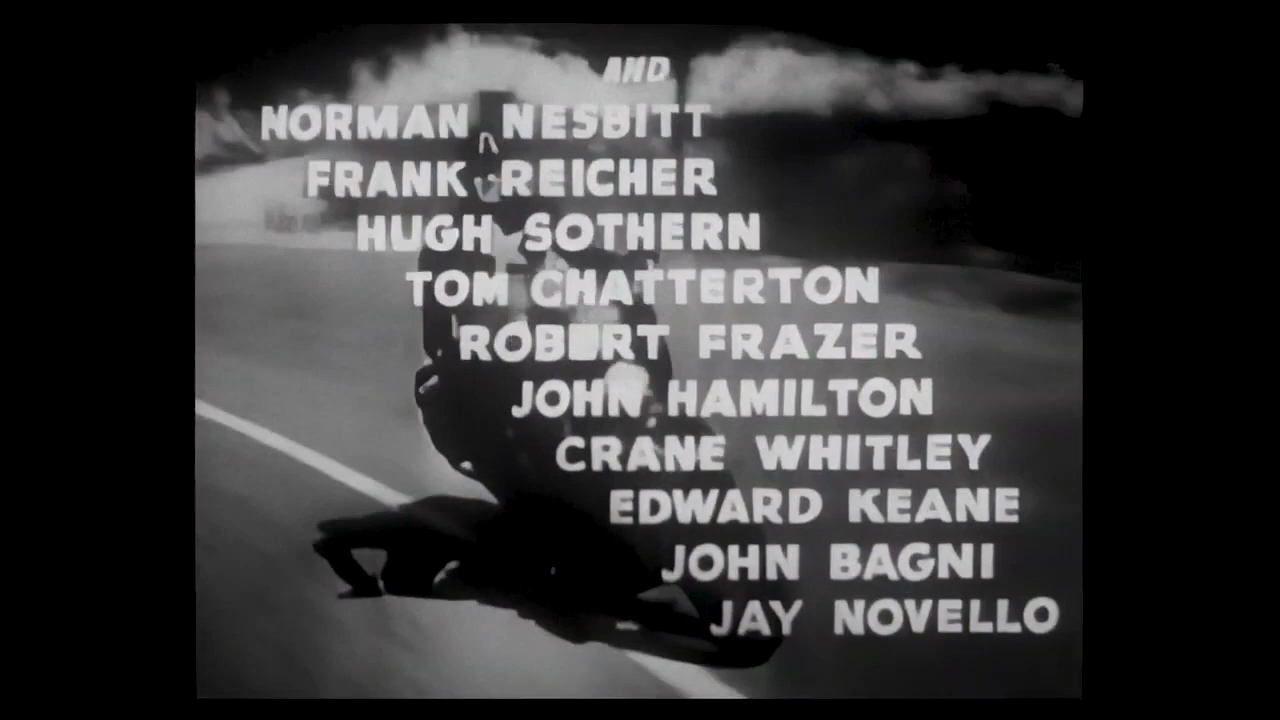 AND
NORMAN NESBITT
FRANK REICHER
HUGH SOTHERN
TOM CHATTERTON
ROBERT FRAZER
JOHN HAMILTON
CRANE WHITLEY
EDWARD KEANE
JOHN BAGNI
JAY NOVELLO